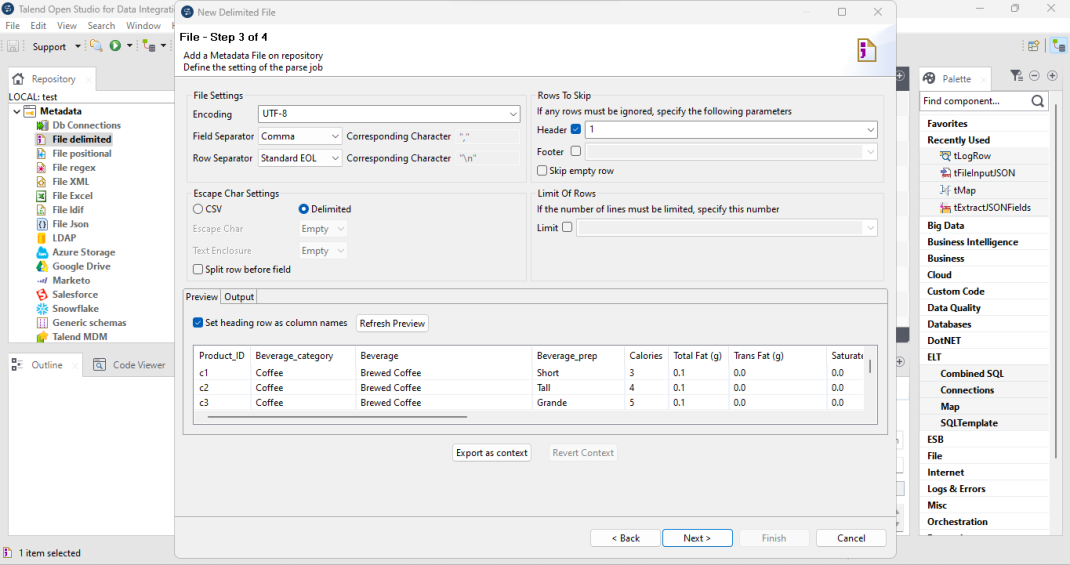 Talend Open Studio for Data Integrati
File Edit View Search Window
Support
Repository
LOCAL: test
Metadata
Db Connections
File delimited
File positional
File regex
File XML
File Excel
File ldif
File Json
LDAP
Azure Storage
Google Drive
Marketo
Salesforce
Snowflake
Generic schemas
Talend MDM
Outline
Code Viewer
1 item selected
New Delimited File
File - Step 3 of 4
Add a Metadata File on repository
Define the setting of the parse job
File Settings
Encoding UTF-8
Field Separator Comma Corresponding Character ","
Row Separator Standard EOL Corresponding Character "\n"
Rows To Skip
If any rows must be ignored, specify the following parameters
Header 1
Footer
Skip empty row
Escape Char Settings
CSV Delimited
Escape Char Empty
Text Enclosure Empty
Split row before field
Limit Of Rows
If the number of lines must be limited, specify this number
Limit
Preview Output
Set heading row as column names Refresh Preview
Product_ID Beverage_category Beverage Beverage_prep Calories Total Fat (g) Trans Fat (g) Saturate
c1 Coffee Brewed Coffee Short 3 0.1 0.0 0.0
c2 Coffee Brewed Coffee Tall 4 0.1 0.0 0.0
c3 Coffee Brewed Coffee Grande 5 0.1 0.0 0.0
Export as context Revert Context
< Back Next > Finish Cancel
Palette
Find component...
Favorites
Recently Used
tLogRow
tFileInputJSON
tMap
tExtractJSONFields
Big Data
Business Intelligence
Business
Cloud
Custom Code
Data Quality
Databases
DotNET
ELT
Combined SQL
Connections
Map
SQLTemplate
ESB
File
Internet
Logs & Errors
Misc
Orchestration